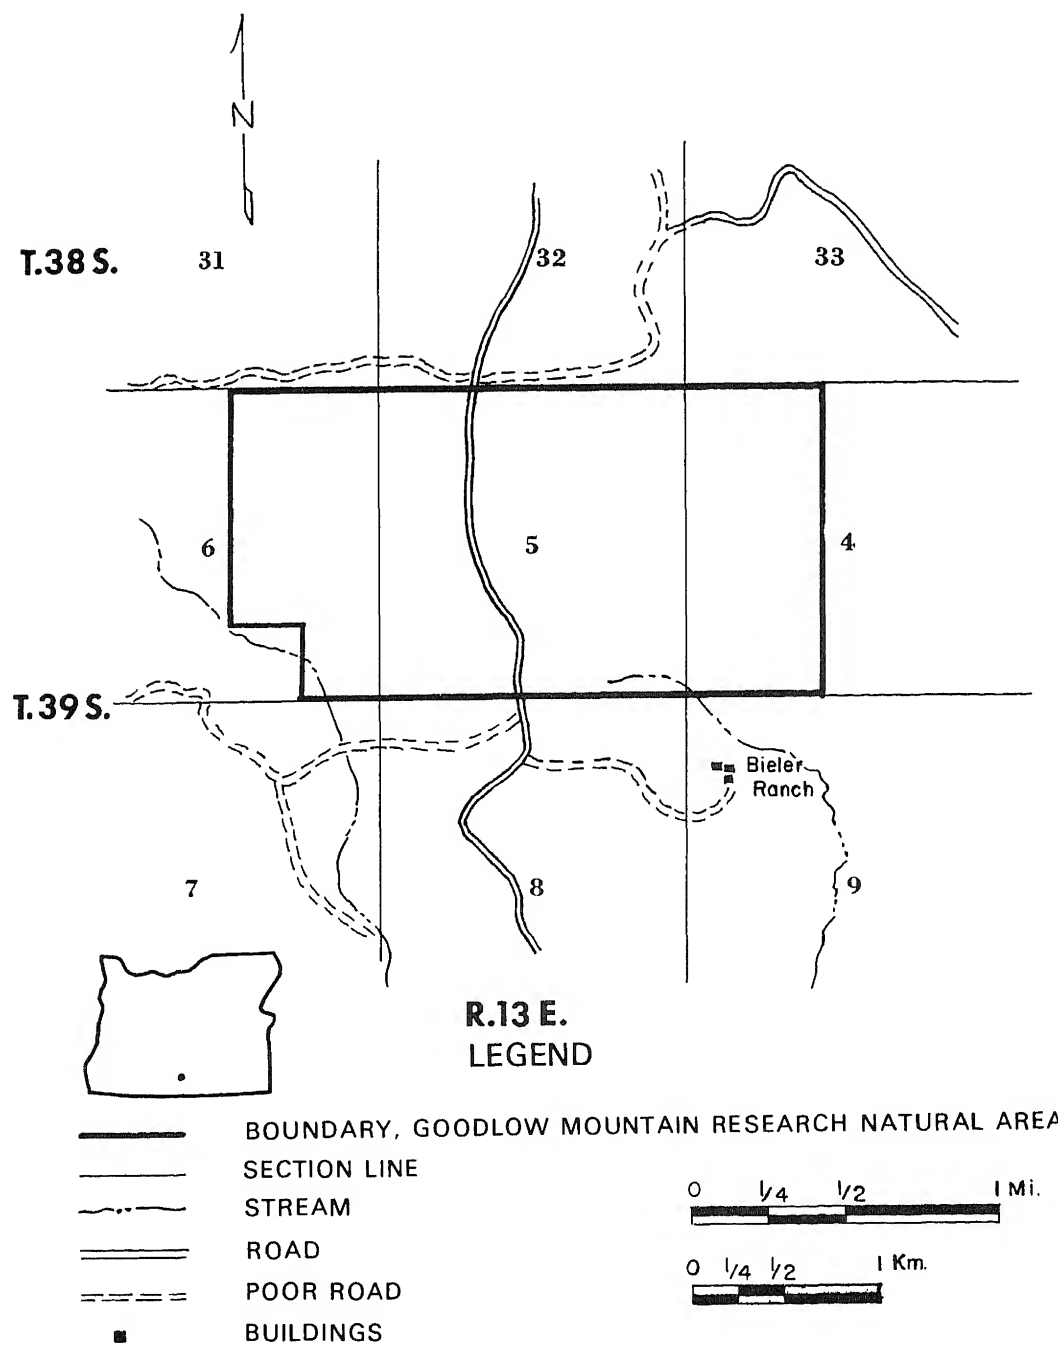 N
T.38 S.
31
32
33
6
5
4
T.39 S.
Bieler
Ranch
7
8
9
R.13 E.
LEGEND
BOUNDARY, GOODLOW MOUNTAIN RESEARCH NATURAL AREA
SECTION LINE
STREAM
ROAD
POOR ROAD
BUILDINGS
0 1/4 1/2 1 Mi.
0 1/4 1/2 1 Km.